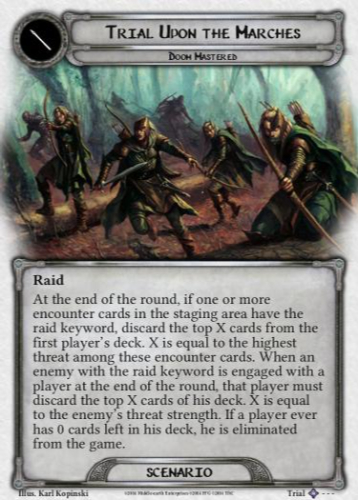 Trial Upon the Marches
Doom Mastered
Raid
At the end of the round, if one or more
encounter cards in the staging area have the
raid keyword, discard the top X cards from the
first player's deck. X is equal to the highest
threat among these encounter cards. When an
enemy with the raid keyword is engaged with a
player at the end of the round, that player must
discard the top X cards of his deck. X is equal
to the enemy's threat strength. If a player ever
has 0 cards left in his deck, he is eliminated
from the game.
SCENARIO
Illus. Karl Kopinski
Trial
---